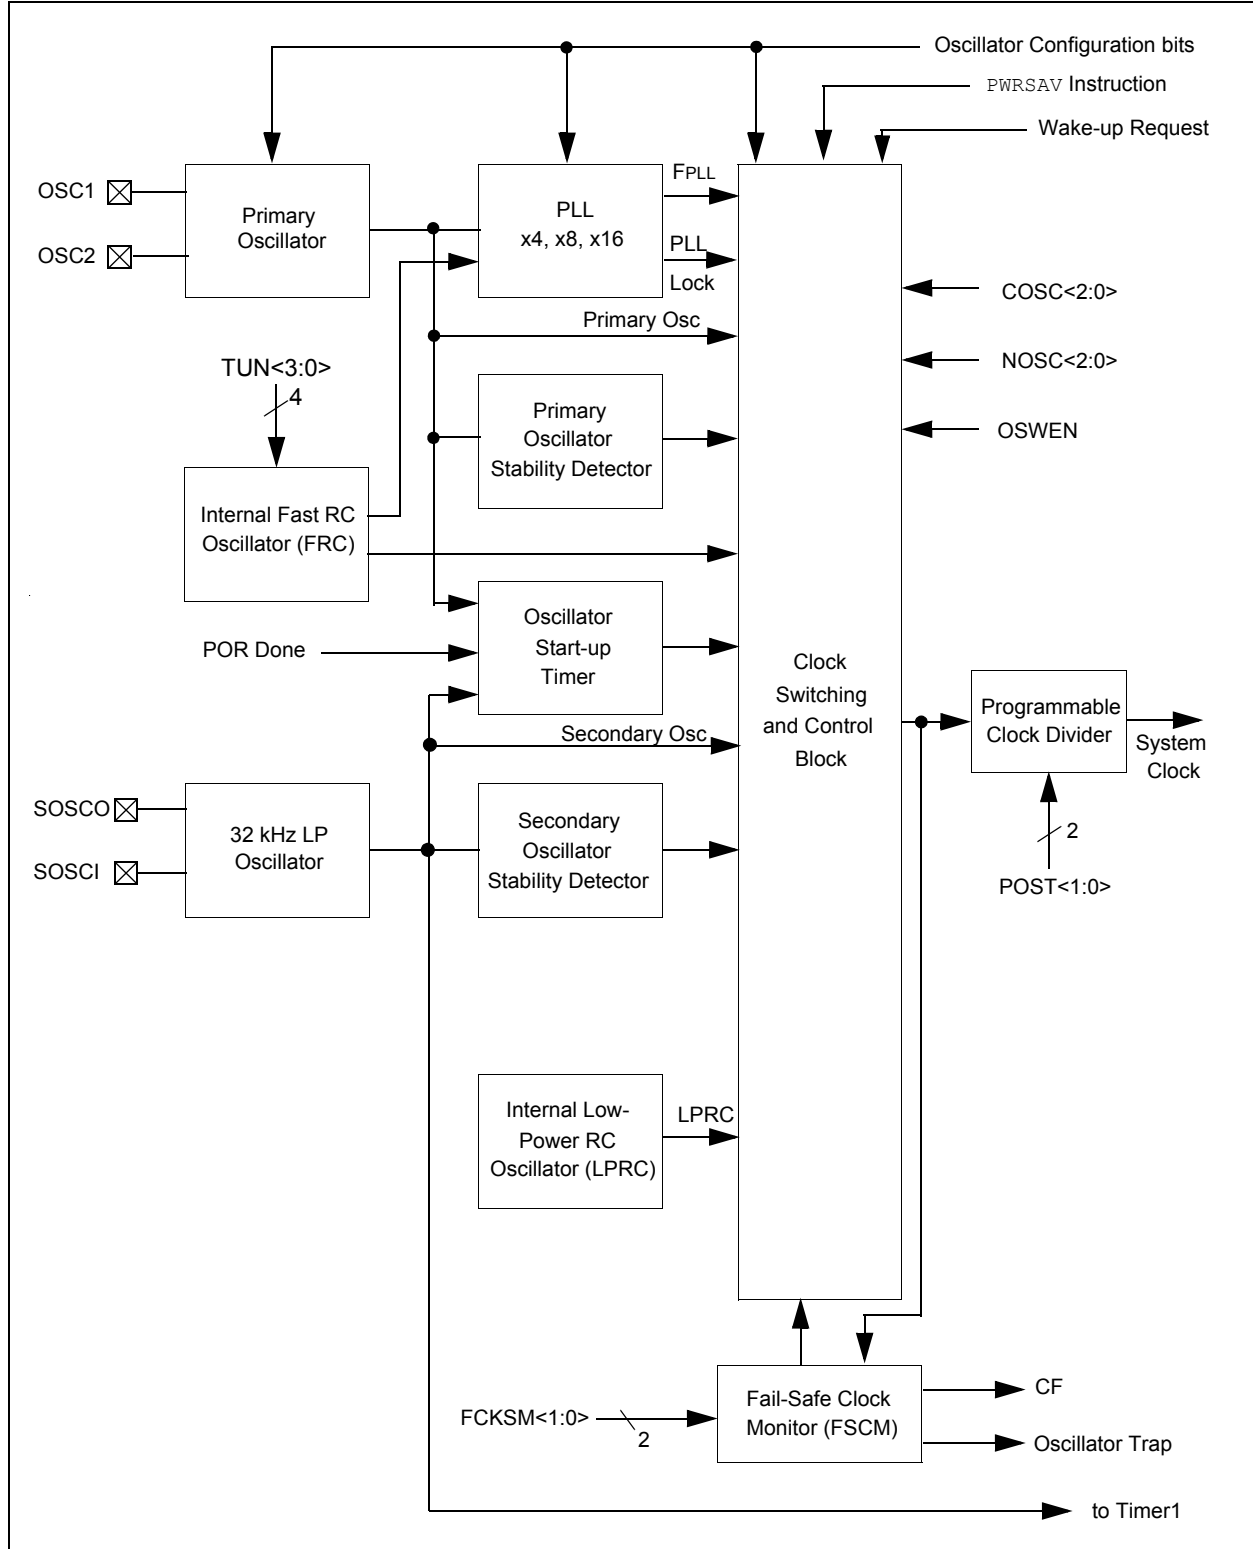 Oscillator Configuration bits
PWRSAV Instruction
Wake-up Request
OSC1
OSC2
Primary
Oscillator
PLL
x4, x8, x16
FPLL
PLL
Lock
Primary Osc
COSC<2:0>
NOSC<2:0>
OSWEN
TUN<3:0>
4
Primary
Oscillator
Stability Detector
Internal Fast RC
Oscillator (FRC)
POR Done
Oscillator
Start-up
Timer
Secondary Osc
Clock
Switching
and Control
Block
Programmable
Clock Divider
System
Clock
2
POST<1:0>
SOSCO
SOSCI
32 kHz LP
Oscillator
Secondary
Oscillator
Stability Detector
Internal Low-
Power RC
Oscillator (LPRC)
LPRC
FCKSM<1:0>
2
Fail-Safe Clock
Monitor (FSCM)
CF
Oscillator Trap
to Timer1